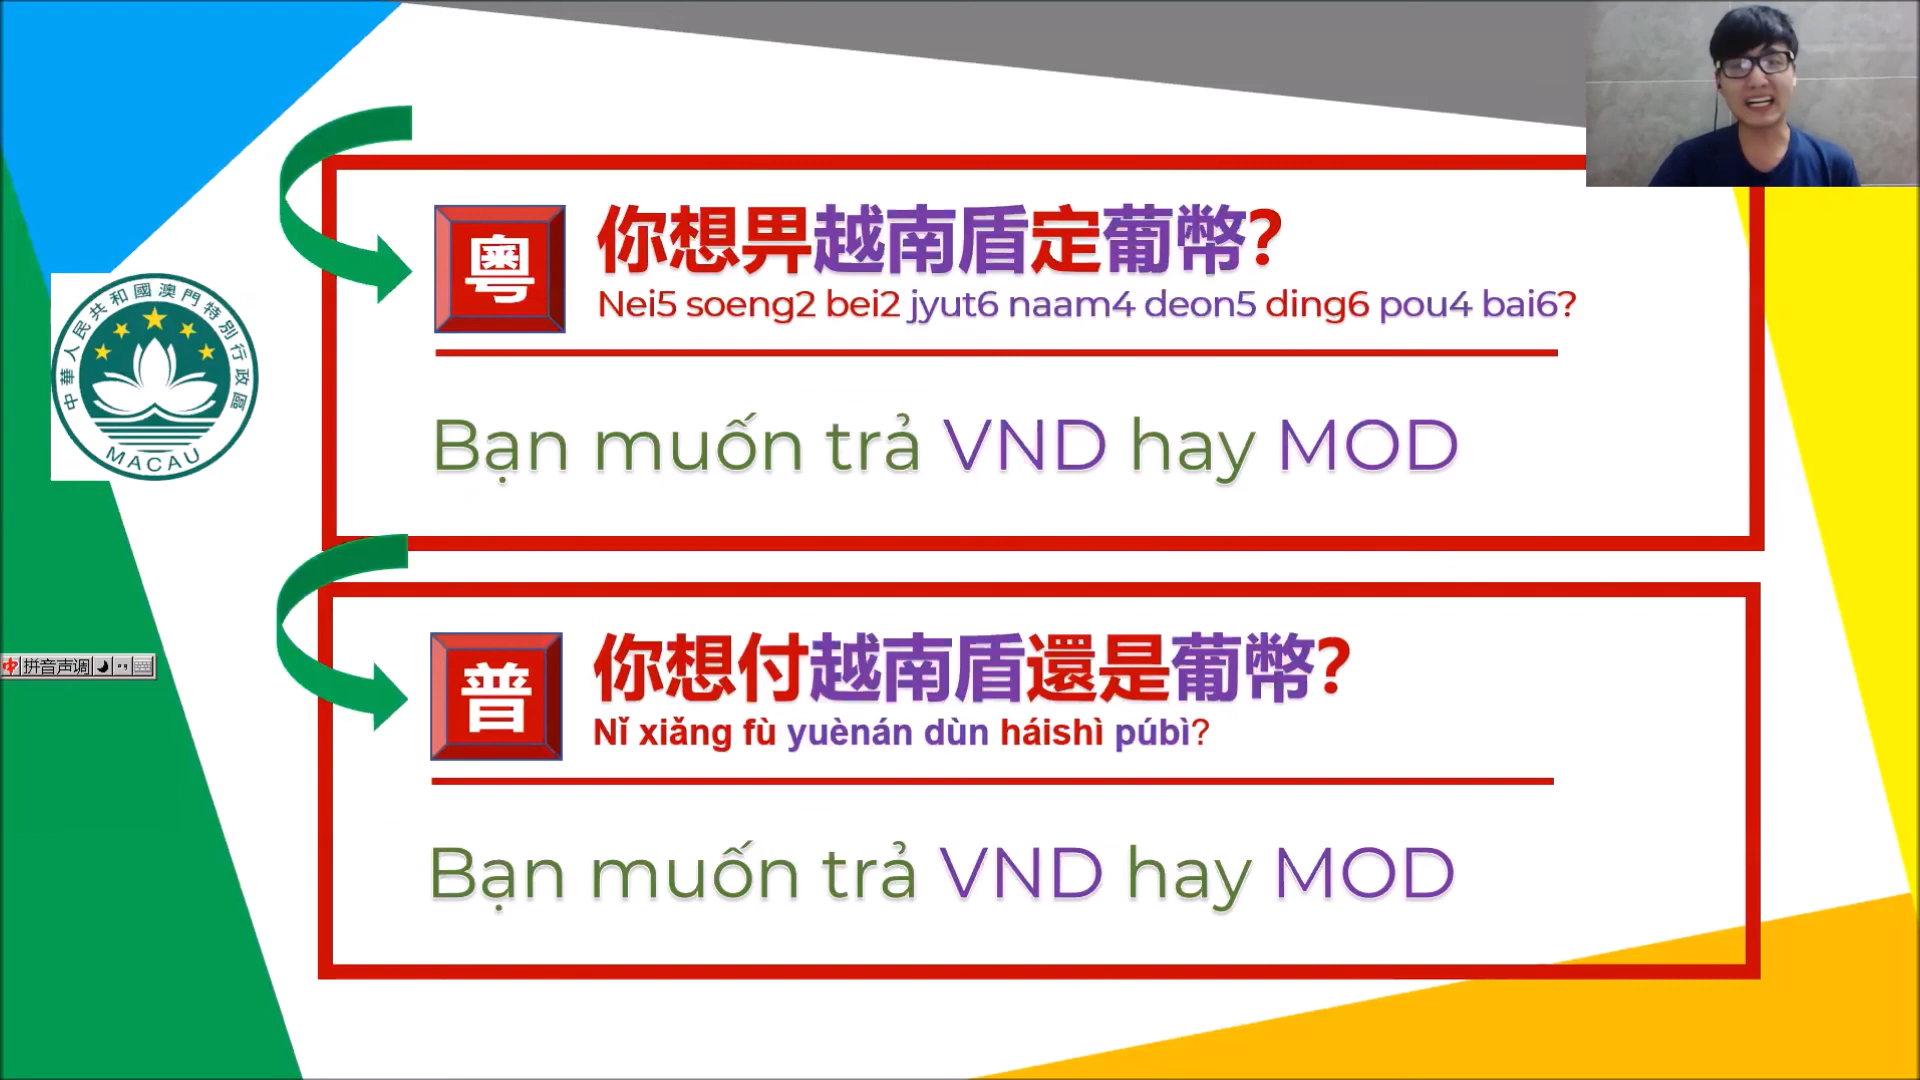 粵
你想畀越南盾定葡幣?
Nei5 soeng2 bei2 jyut6 naam4 deon5 ding6 pou4 bai6?
Bạn muốn trả VND hay MOD
中華人民共和國澳門特別行政區
MACAU
普
你想付越南盾還是葡幣?
Nǐ xiǎng fù yuènán dùn háishì púbì?
Bạn muốn trả VND hay MOD
中 拼音声调